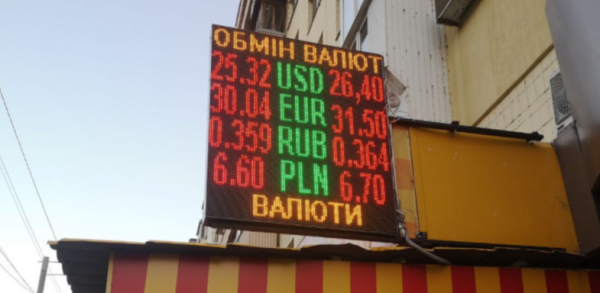 ОБМІН ВАЛЮТ
25.32 USD 26,40
30.04 EUR 31.50
0.359 RUB 0.364
6.60 PLN 6.70
ВАЛЮТИ